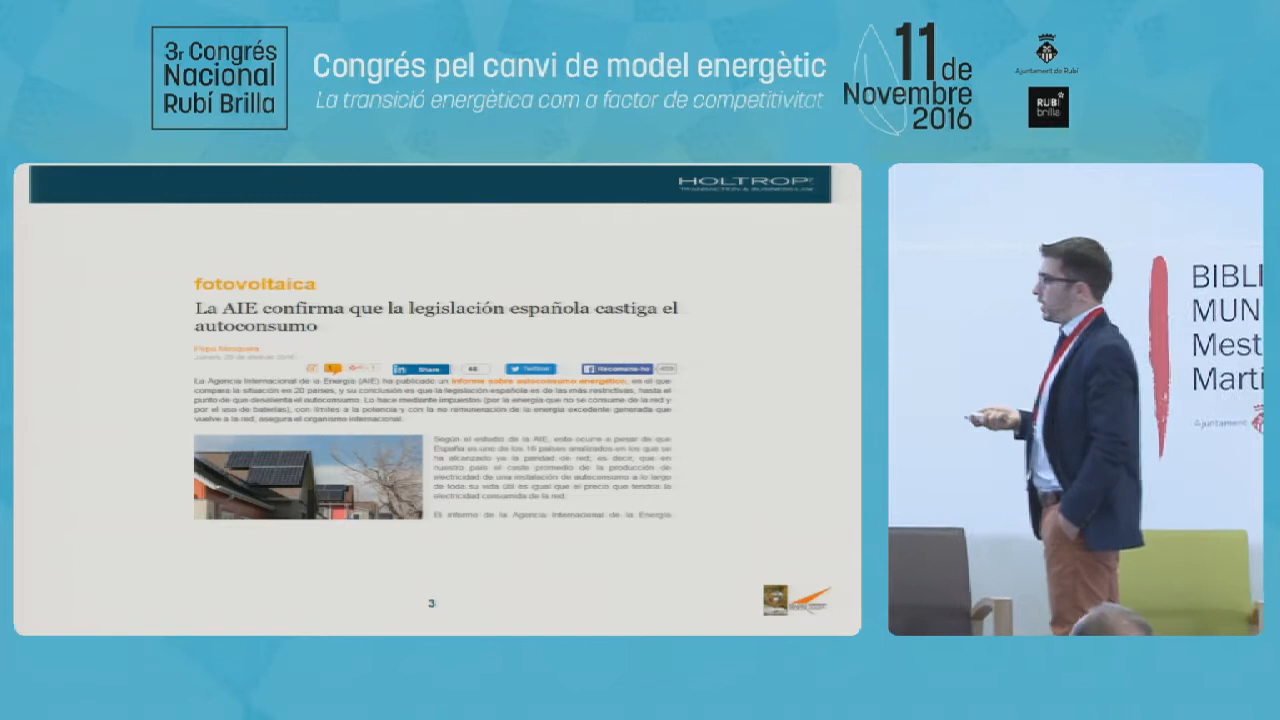 3r Congrés
Nacional
Rubí Brilla
Congrés pel canvi de model energètic
La transició energètica com a factor de competitivitat
11 de
Novembre
2016
Ajuntament de Rubí
RUBÍ
brilla
HOLTROP
TRANSACTION & BUSINESS LAW
fotovoltaica
La AIE confirma que la legislación española castiga el
autoconsumo
Pepa Mosquera
Share
Twitter
Recomana-ho
La Agencia Internacional de la Energía (AIE) ha publicado un informe sobre autoconsumo energético, en el que
compara la situación en 20 países, y su conclusión es que la legislación española es de las más restrictivas, hasta el
punto de que desalienta el autoconsumo. Lo hace mediante impuestos (por la energía que no se consume de la red y
por el uso de baterías), con límites a la potencia y con la no remuneración de la energía excedente generada que
vuelve a la red, asegura el organismo internacional.
Según el estudio de la AIE, esto ocurre a pesar de que
España es uno de los 16 países analizados en los que se
ha alcanzado ya la paridad de red; es decir, que en
nuestro país el coste promedio de la producción de
electricidad de una instalación de autoconsumo a lo largo
de toda su vida útil es igual que el precio que tendría la
electricidad consumida de la red.
El informe de la Agencia Internacional de la Energía
3
BIBLI
MUN
Mest
Martí
Ajuntament